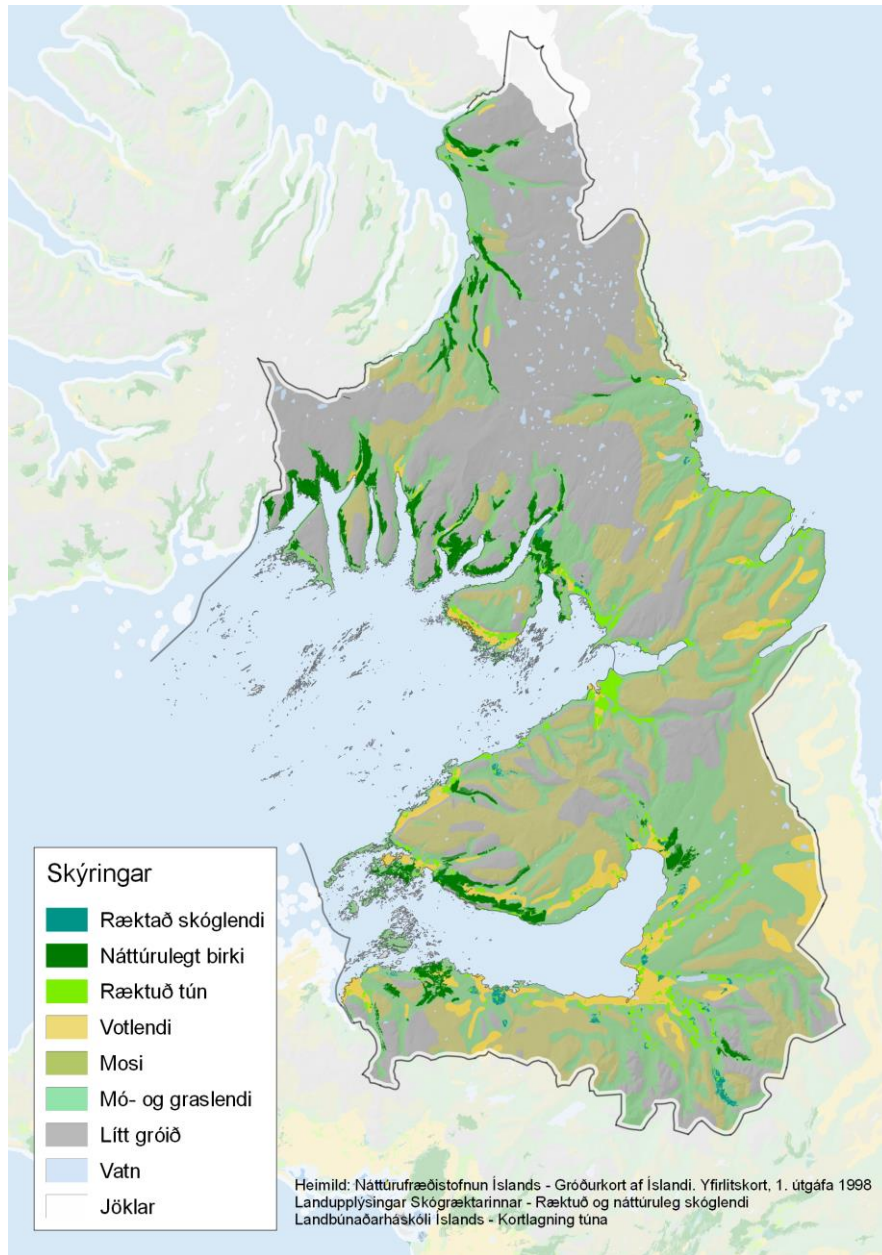 Skýringar
Ræktað skóglendi
Náttúrulegt birki
Ræktuð tún
Votlendi
Mosi
Mó- og graslendi
Lítt gróið
Vatn
Jöklar
Heimild: Náttúrufræðistofnun Íslands - Gróðurkort af Íslandi. Yfirlitskort, 1. útgáfa 1998
Landupplýsingar Skógræktarinnar - Ræktuð og náttúruleg skóglendi
Landbúnaðarháskóli Íslands - Kortlagning túna